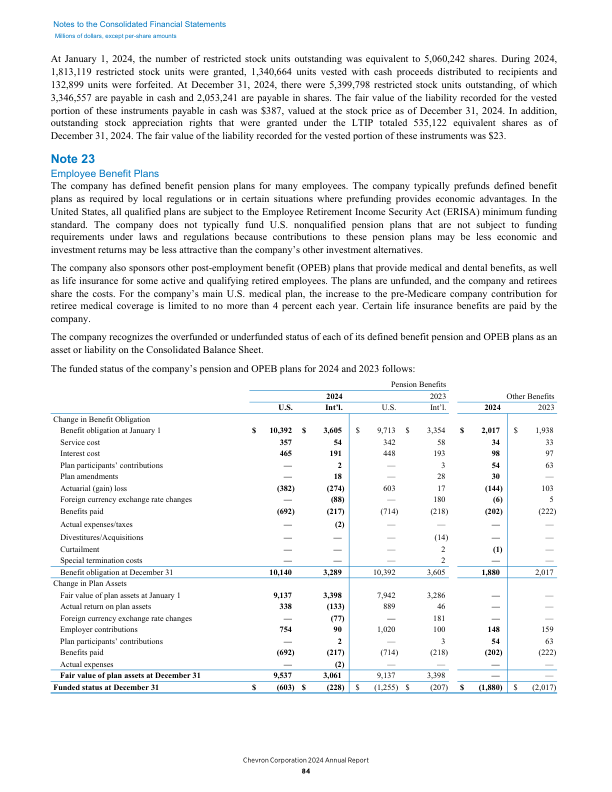 Notes to the Consolidated Financial Statements
Millions of dollars, except per-share amounts
At January 1, 2024, the number of restricted stock units outstanding was equivalent to 5,060,242 shares. During 2024,
1,813,119 restricted stock units were granted, 1,340,664 units vested with cash proceeds distributed to recipients and
132,899 units were forfeited. At December 31, 2024, there were 5,399,798 restricted stock units outstanding, of which
3,346,557 are payable in cash and 2,053,241 are payable in shares. The fair value of the liability recorded for the vested
portion of these instruments payable in cash was $387, valued at the stock price as of December 31, 2024. In addition,
outstanding stock appreciation rights that were granted under the LTIP totaled 535,122 equivalent shares as of
December 31, 2024. The fair value of the liability recorded for the vested portion of these instruments was $23.
Note 23
Employee Benefit Plans
The company has defined benefit pension plans for many employees. The company typically prefunds defined benefit
plans as required by local regulations or in certain situations where prefunding provides economic advantages. In the
United States, all qualified plans are subject to the Employee Retirement Income Security Act (ERISA) minimum funding
standard. The company does not typically fund U.S. nonqualified pension plans that are not subject to funding
requirements under laws and regulations because contributions to these pension plans may be less economic and
investment returns may be less attractive than the company's other investment alternatives.
The company also sponsors other post-employment benefit (OPEB) plans that provide medical and dental benefits, as well
as life insurance for some active and qualifying retired employees. The plans are unfunded, and the company and retirees
share the costs. For the company's main U.S. medical plan, the increase to the pre-Medicare company contribution for
retiree medical coverage is limited to no more than 4 percent each year. Certain life insurance benefits are paid by the
company.
The company recognizes the overfunded or underfunded status of each of its defined benefit pension and OPEB plans as an
asset or liability on the Consolidated Balance Sheet.
The funded status of the company's pension and OPEB plans for 2024 and 2023 follows:
Pension Benefits
2024 2023 Other Benefits
U.S. Int'l. U.S. Int'l. 2024 2023
Change in Benefit Obligation
Benefit obligation at January 1 $ 10,392 $ 3,605 $ 9,713 $ 3,354 $ 2,017 $ 1,938
Service cost 357 54 342 58 34 33
Interest cost 465 191 448 193 98 97
Plan participants' contributions — 2 — 3 54 63
Plan amendments — 18 — 28 30 —
Actuarial (gain) loss (382) (274) 603 17 (144) 103
Foreign currency exchange rate changes — (88) — 180 (6) 5
Benefits paid (692) (217) (714) (218) (202) (222)
Actual expenses/taxes — (2) — — — —
Divestitures/Acquisitions — — — (14) — —
Curtailment — — — 2 (1) —
Special termination costs — — — 2 — —
Benefit obligation at December 31 10,140 3,289 10,392 3,605 1,880 2,017
Change in Plan Assets
Fair value of plan assets at January 1 9,137 3,398 7,942 3,286 — —
Actual return on plan assets 338 (133) 889 46 — —
Foreign currency exchange rate changes — (77) — 181 — —
Employer contributions 754 90 1,020 100 148 159
Plan participants' contributions — 2 — 3 54 63
Benefits paid (692) (217) (714) (218) (202) (222)
Actual expenses — (2) — — — —
Fair value of plan assets at December 31 9,537 3,061 9,137 3,398 — —
Funded status at December 31 $ (603) $ (228) $ (1,255) $ (207) $ (1,880) $ (2,017)
Chevron Corporation 2024 Annual Report
84